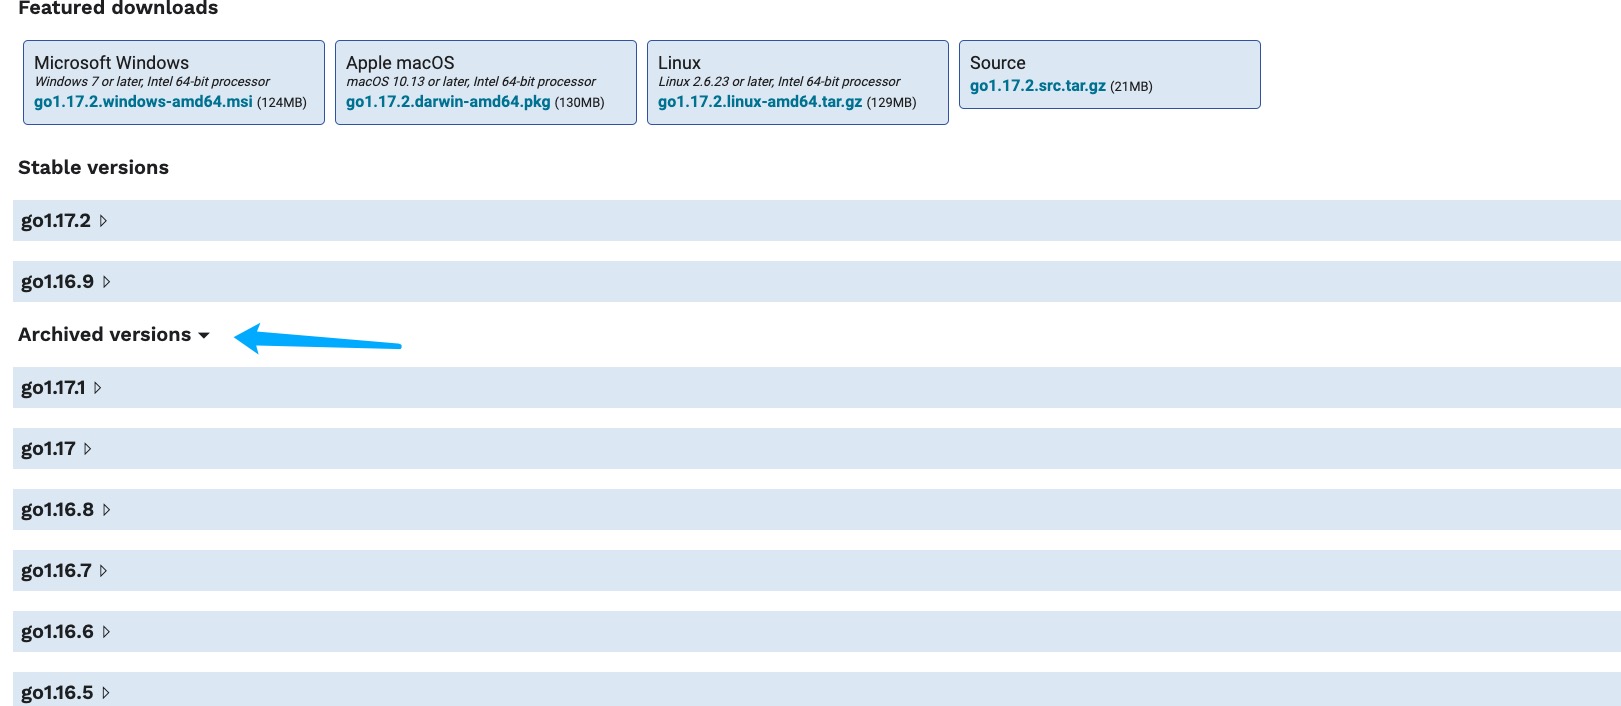 Featured downloads
Microsoft Windows
Windows 7 or later, Intel 64-bit processor
go1.17.2.windows-amd64.msi (124MB)
Apple macOS
macOS 10.13 or later, Intel 64-bit processor
go1.17.2.darwin-amd64.pkg (130MB)
Linux
Linux 2.6.23 or later, Intel 64-bit processor
go1.17.2.linux-amd64.tar.gz (129MB)
Source
go1.17.2.src.tar.gz (21MB)
Stable versions
go1.17.2
go1.16.9
Archived versions
go1.17.1
go1.17
go1.16.8
go1.16.7
go1.16.6
go1.16.5